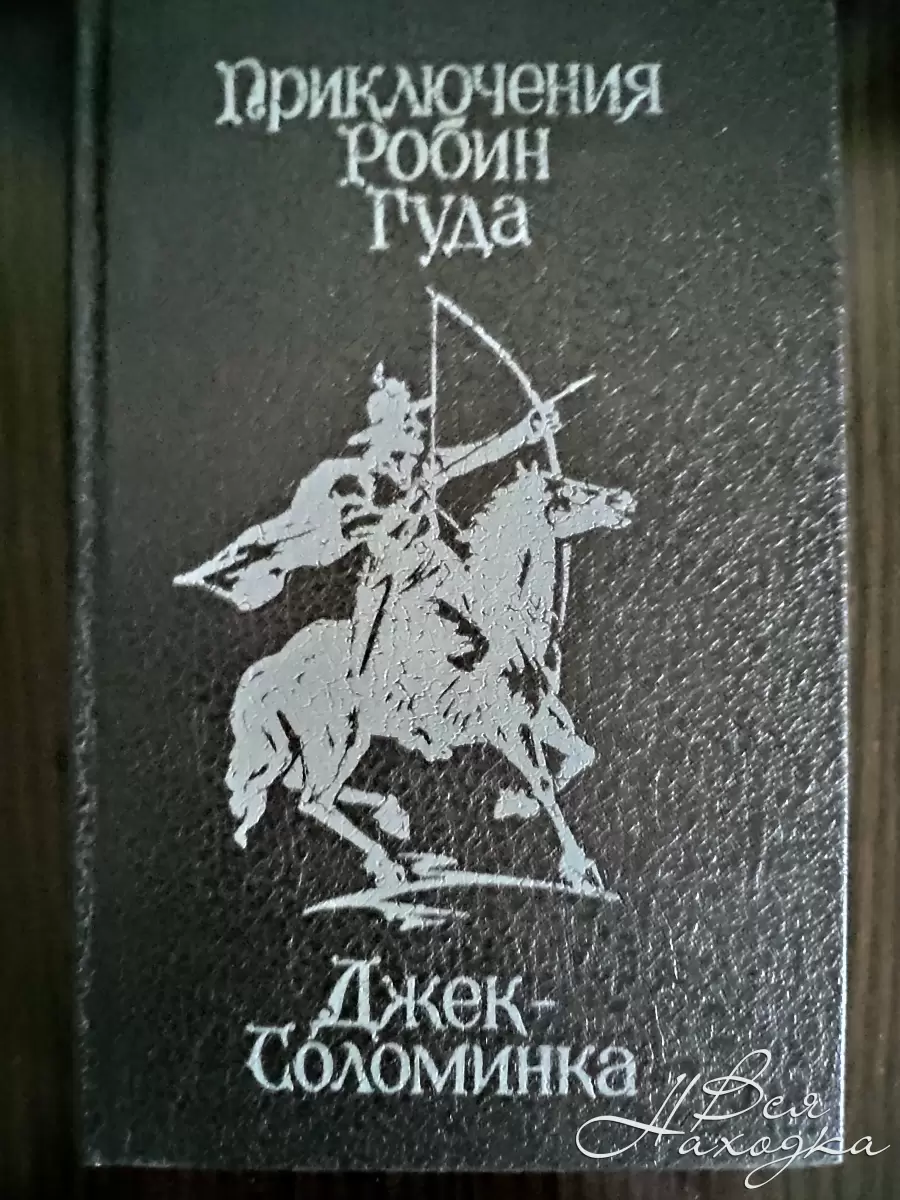 Приключения
Робин
Гуда
Джек-
Соломинка
Вся
Находка